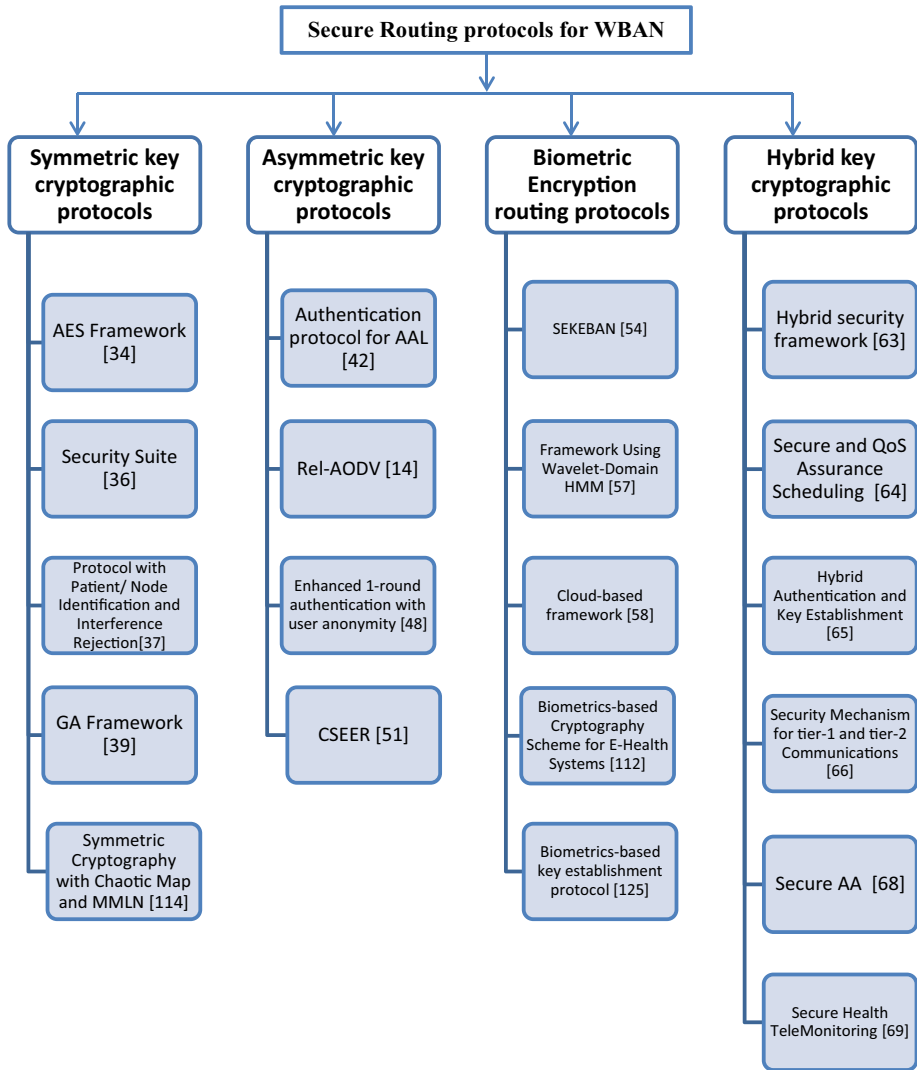 Secure Routing protocols for WBAN
Symmetric key
cryptographic
protocols
AES Framework
[34]
Security Suite
[36]
Protocol with
Patient/ Node
Identification and
Interference
Rejection[37]
GA Framework
[39]
Symmetric
Cryptography
with Chaotic Map
and MMLN [114]
Asymmetric key
cryptographic
protocols
Authentication
protocol for AAL
[42]
Rel-AODV [14]
Enhanced 1-round
authentication with
user anonymity [48]
CSEER [51]
Biometric
Encryption
routing protocols
SEKEBAN [54]
Framework Using
Wavelet-Domain
HMM [57]
Cloud-based
framework [58]
Biometrics-based
Cryptography
Scheme for E-Health
Systems [112]
Biometrics-based
key establishment
protocol [125]
Hybrid key
cryptographic
protocols
Hybrid security
framework [63]
Secure and QoS
Assurance
Scheduling [64]
Hybrid
Authentication and
Key Establishment
[65]
Security Mechanism
for tier-1 and tier-2
Communications
[66]
Secure AA [68]
Secure Health
TeleMonitoring [69]